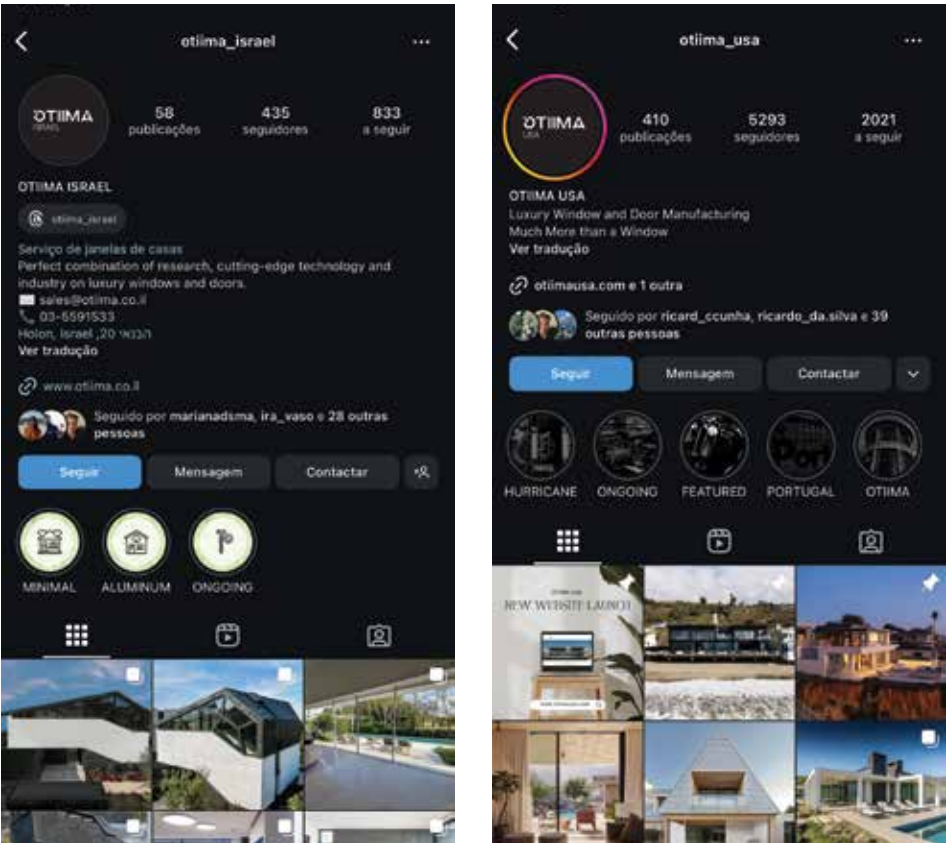 otiima_israel
OTIIMA
ISRAEL
58
publicações
435
seguidores
833
a seguir
OTIIMA ISRAEL
otiima_israel
Serviço de janelas de casas
Perfect combination of research, cutting-edge technology and
industry on luxury windows and doors.
sales@otiima.co.il
03-5591533
Holon, Israel ,20 הבנאי
Ver tradução
www.otiima.co.il
Seguido por marianadsma, ira_vaso e 28 outras
pessoas
Seguir
Mensagem
Contactar
MINIMAL
ALUMINUM
ONGOING
otiima_usa
OTIIMA
USA
410
publicações
5293
seguidores
2021
a seguir
OTIIMA USA
Luxury Window and Door Manufacturing
Much More than a Window
Ver tradução
otiimausa.com e 1 outra
Seguido por ricard_ccunha, ricardo_da.silva e 39
outras pessoas
Seguir
Mensagem
Contactar
HURRICANE
ONGOING
FEATURED
PORTUGAL
OTIIMA
NEW WEBSITE LAUNCH